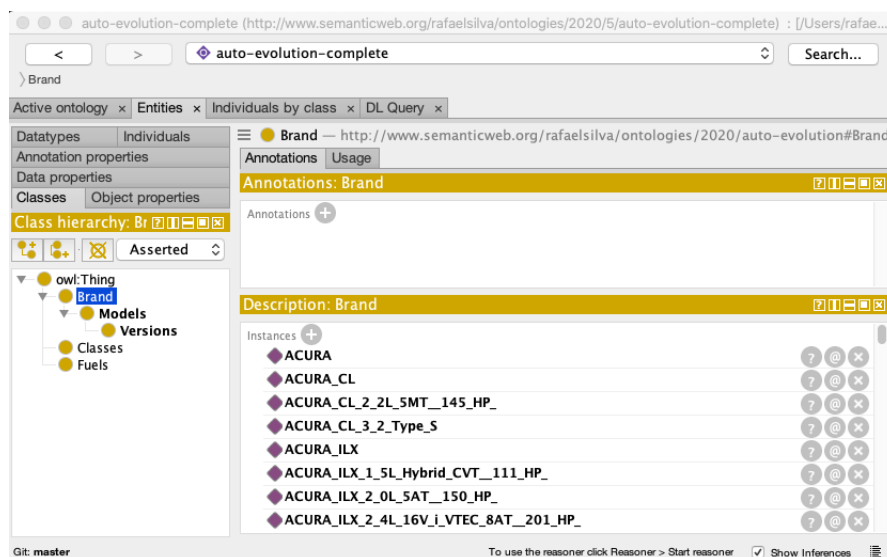 auto-evolution-complete (http://www.semanticweb.org/rafaelsilva/ontologies/2020/5/auto-evolution-complete) : [/Users/rafae...
< > auto-evolution-complete Search...
Brand
Active ontology × Entities × Individuals by class × DL Query ×
Datatypes Individuals
Annotation properties
Data properties
Classes Object properties
Class hierarchy: Br
Asserted
owl:Thing
Brand
Models
Versions
Classes
Fuels
Brand — http://www.semanticweb.org/rafaelsilva/ontologies/2020/auto-evolution#Brand
Annotations Usage
Annotations: Brand
Annotations
Description: Brand
Instances
ACURA
ACURA_CL
ACURA_CL_2_2L_5MT__145_HP_
ACURA_CL_3_2_Type_S
ACURA_ILX
ACURA_ILX_1_5L_Hybrid_CVT__111_HP_
ACURA_ILX_2_0L_5AT__150_HP_
ACURA_ILX_2_4L_16V_i_VTEC_8AT__201_HP_
Git: master To use the reasoner click Reasoner > Start reasoner Show Inferences